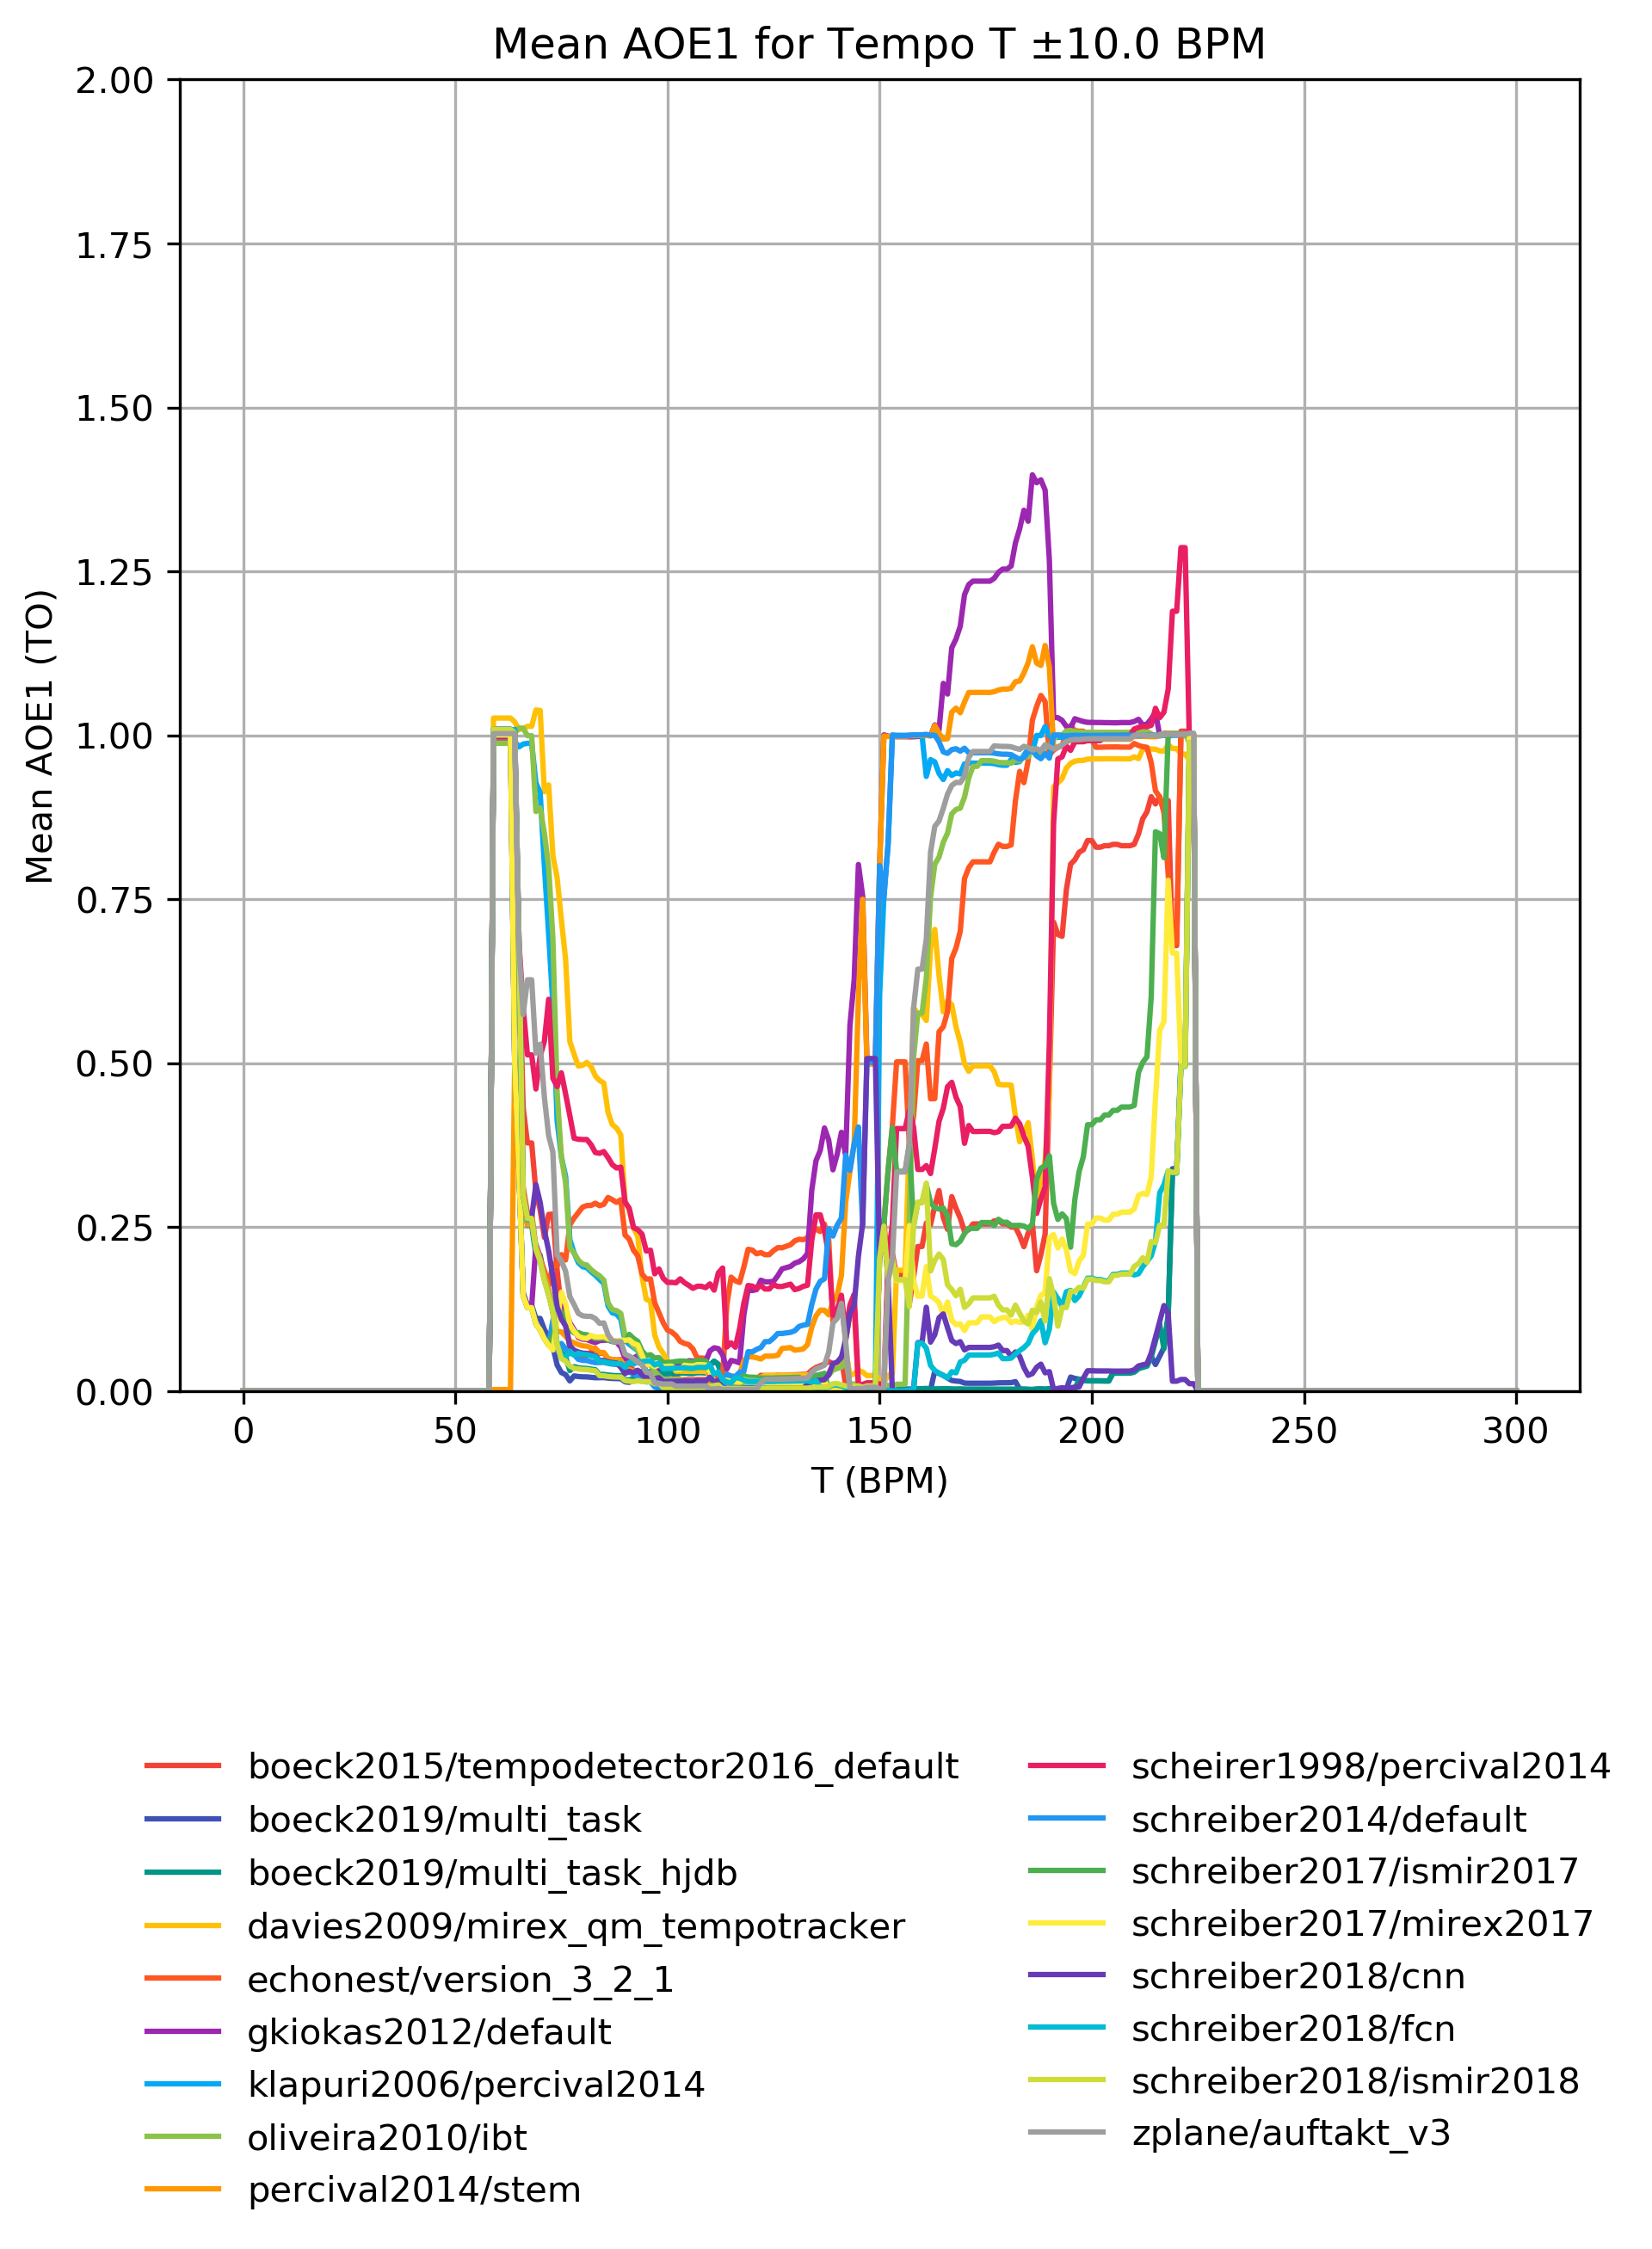 Mean AOE1 for Tempo T ±10.0 BPM
2.00
1.75
1.50
1.25
1.00
0.75
0.50
0.25
0.00
Mean AOE1 (TO)
0 50 100 150 200 250 300
T (BPM)
boeck2015/tempodetector2016_default
boeck2019/multi_task
boeck2019/multi_task_hjdb
davies2009/mirex_qm_tempotracker
echonest/version_3_2_1
gkiokas2012/default
klapuri2006/percival2014
oliveira2010/ibt
percival2014/stem
scheirer1998/percival2014
schreiber2014/default
schreiber2017/ismir2017
schreiber2017/mirex2017
schreiber2018/cnn
schreiber2018/fcn
schreiber2018/ismir2018
zplane/auftakt_v3